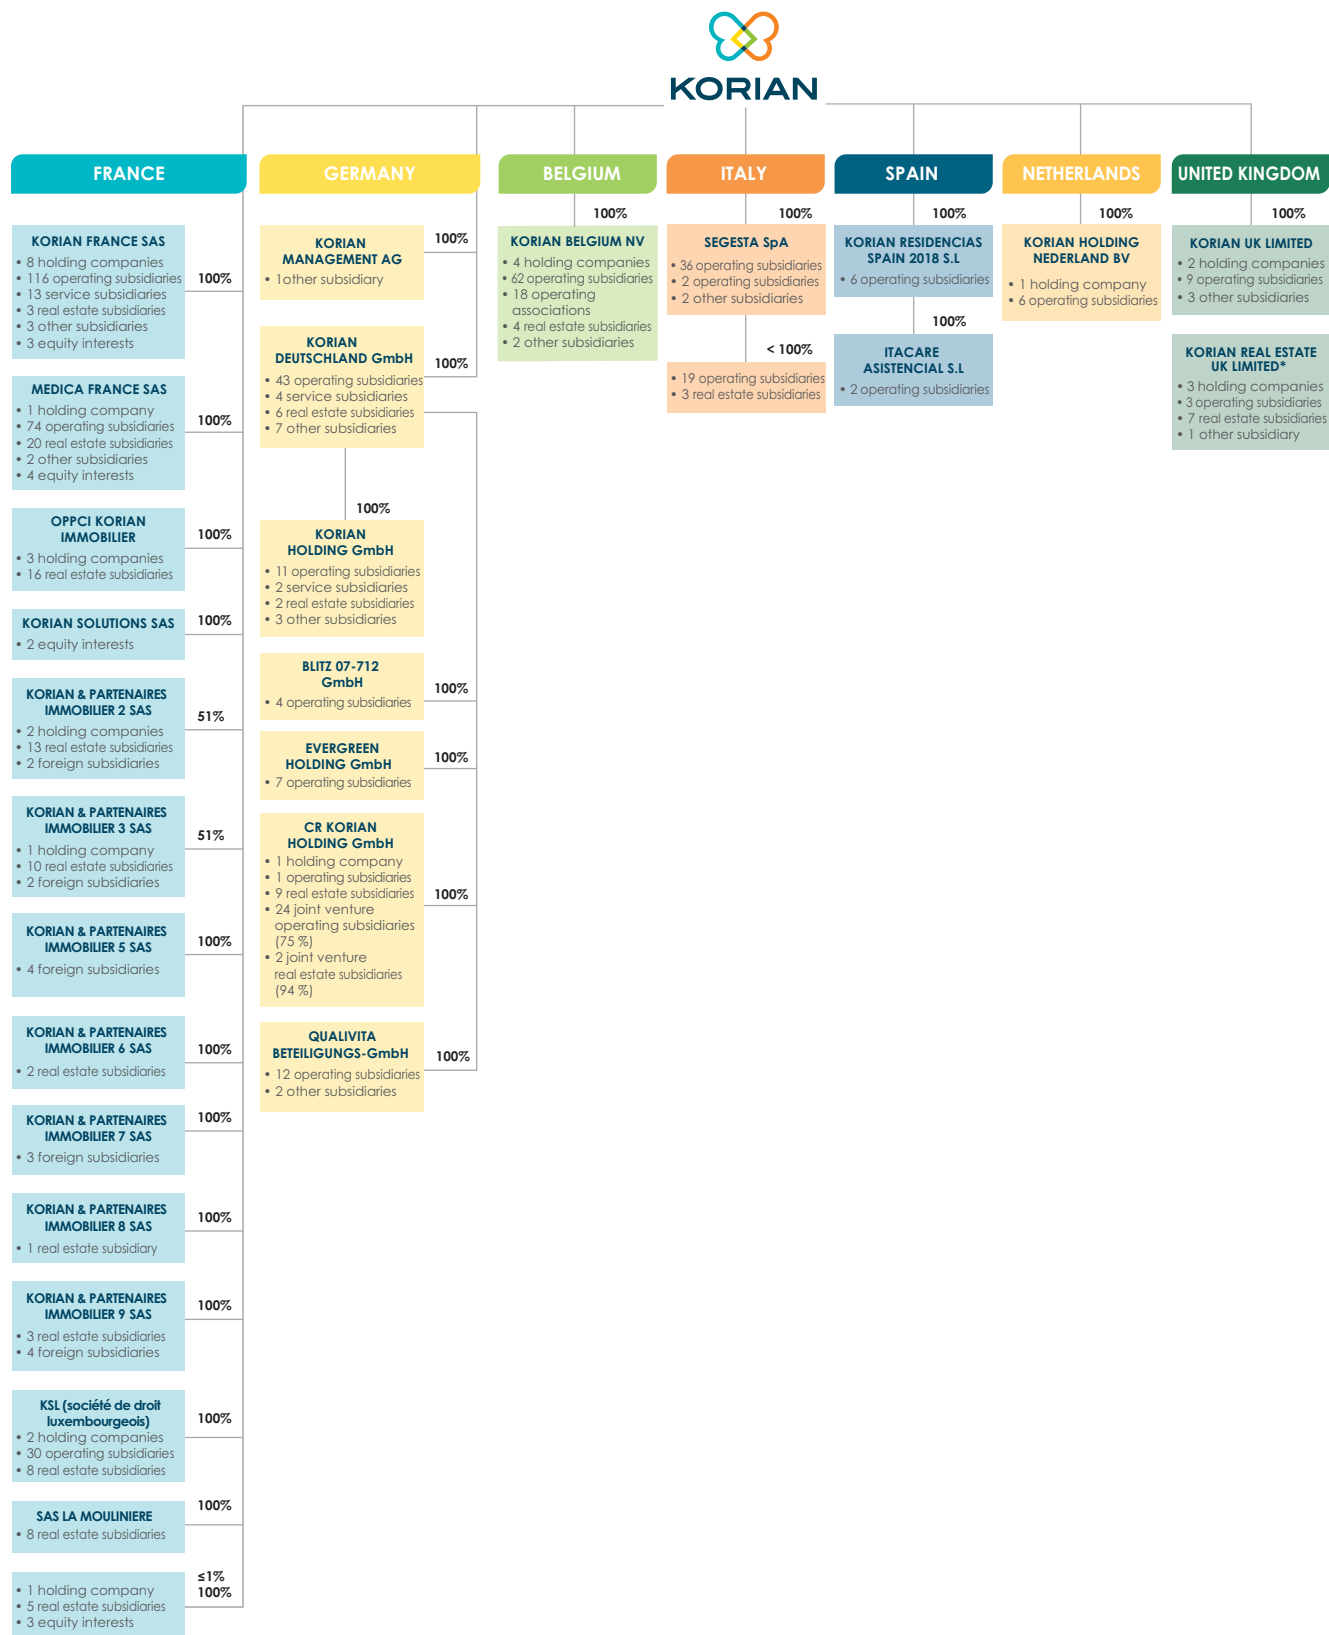 KORIAN
FRANCE
KORIAN FRANCE SAS
• 8 holding companies
• 116 operating subsidiaries
• 13 service subsidiaries
• 3 real estate subsidiaries
• 3 other subsidiaries
• 3 equity interests
100%
MEDICA FRANCE SAS
• 1 holding company
• 74 operating subsidiaries
• 20 real estate subsidiaries
• 2 other subsidiaries
• 4 equity interests
100%
OPPCI KORIAN
IMMOBILIER
• 3 holding companies
• 16 real estate subsidiaries
100%
KORIAN SOLUTIONS SAS
• 2 equity interests
100%
KORIAN & PARTENAIRES
IMMOBILIER 2 SAS
• 2 holding companies
• 13 real estate subsidiaries
• 2 foreign subsidiaries
51%
KORIAN & PARTENAIRES
IMMOBILIER 3 SAS
• 1 holding company
• 10 real estate subsidiaries
• 2 foreign subsidiaries
51%
KORIAN & PARTENAIRES
IMMOBILIER 5 SAS
• 4 foreign subsidiaries
100%
KORIAN & PARTENAIRES
IMMOBILIER 6 SAS
• 2 real estate subsidiaries
100%
KORIAN & PARTENAIRES
IMMOBILIER 7 SAS
• 3 foreign subsidiaries
100%
KORIAN & PARTENAIRES
IMMOBILIER 8 SAS
• 1 real estate subsidiary
100%
KORIAN & PARTENAIRES
IMMOBILIER 9 SAS
• 3 real estate subsidiaries
• 4 foreign subsidiaries
100%
KSL (société de droit
luxembourgeois)
• 2 holding companies
• 30 operating subsidiaries
• 8 real estate subsidiaries
100%
SAS LA MOULINIERE
• 8 real estate subsidiaries
100%
• 1 holding company
• 5 real estate subsidiaries
• 3 equity interests
≤1%
100%
GERMANY
KORIAN
MANAGEMENT AG
• 1other subsidiary
100%
KORIAN
DEUTSCHLAND GmbH
• 43 operating subsidiaries
• 4 service subsidiaries
• 6 real estate subsidiaries
• 7 other subsidiaries
100%
100%
KORIAN
HOLDING GmbH
• 11 operating subsidiaries
• 2 service subsidiaries
• 2 real estate subsidiaries
• 3 other subsidiaries
BLITZ 07-712
GmbH
• 4 operating subsidiaries
100%
EVERGREEN
HOLDING GmbH
• 7 operating subsidiaries
100%
CR KORIAN
HOLDING GmbH
• 1 holding company
• 1 operating subsidiaries
• 9 real estate subsidiaries
• 24 joint venture
operating subsidiaries
(75 %)
• 2 joint venture
real estate subsidiaries
(94 %)
100%
QUALIVITA
BETEILIGUNGS-GmbH
• 12 operating subsidiaries
• 2 other subsidiaries
100%
BELGIUM
100%
KORIAN BELGIUM NV
• 4 holding companies
• 62 operating subsidiaries
• 18 operating
associations
• 4 real estate subsidiaries
• 2 other subsidiaries
ITALY
100%
SEGESTA SpA
• 36 operating subsidiaries
• 2 operating subsidiaries
• 2 other subsidiaries
< 100%
• 19 operating subsidiaries
• 3 real estate subsidiaries
SPAIN
100%
KORIAN RESIDENCIAS
SPAIN 2018 S.L
• 6 operating subsidiaries
100%
ITACARE
ASISTENCIAL S.L
• 2 operating subsidiaries
NETHERLANDS
100%
KORIAN HOLDING
NEDERLAND BV
• 1 holding company
• 6 operating subsidiaries
UNITED KINGDOM
100%
KORIAN UK LIMITED
• 2 holding companies
• 9 operating subsidiaries
• 3 other subsidiaries
KORIAN REAL ESTATE
UK LIMITED*
• 3 holding companies
• 3 operating subsidiaries
• 7 real estate subsidiaries
• 1 other subsidiary